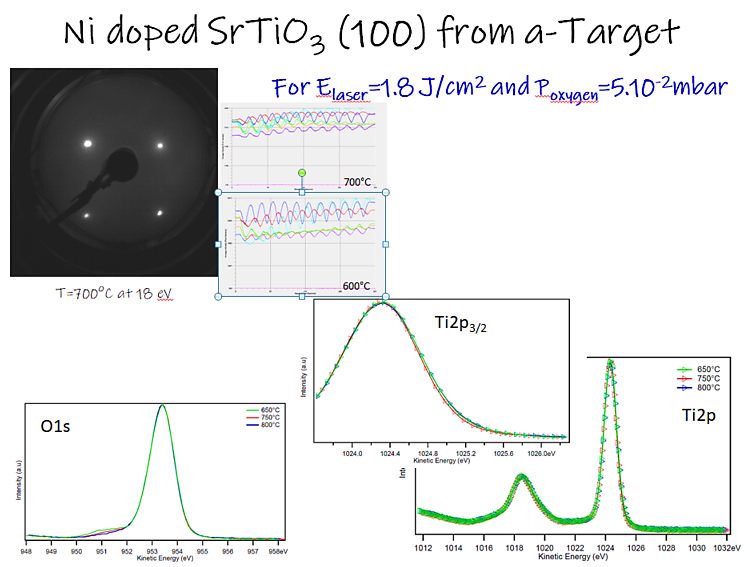 Ni doped SrTiO3 (100) from a-Target
For Elaser=1.8 J/cm2 and Poxygen=5.10-2mbar
700°C
600°C
T=700°C at 18 eV
Ti2p3/2
Intensity (a.u)
1024.0 1024.4 1024.8 1025.2 1025.6 1026.0eV
Kinetic Energy (eV)
650°C
750°C
800°C
Ti2p
Int
1012 1014 1016 1018 1020 1022 1024 1026 1028 1030 1032eV
Kinetic Energy (eV)
O1s
650°C
750°C
800°C
Intensity (a.u)
948 949 950 951 952 953 954 955 956 957 958eV
Kinetic Energy (eV)